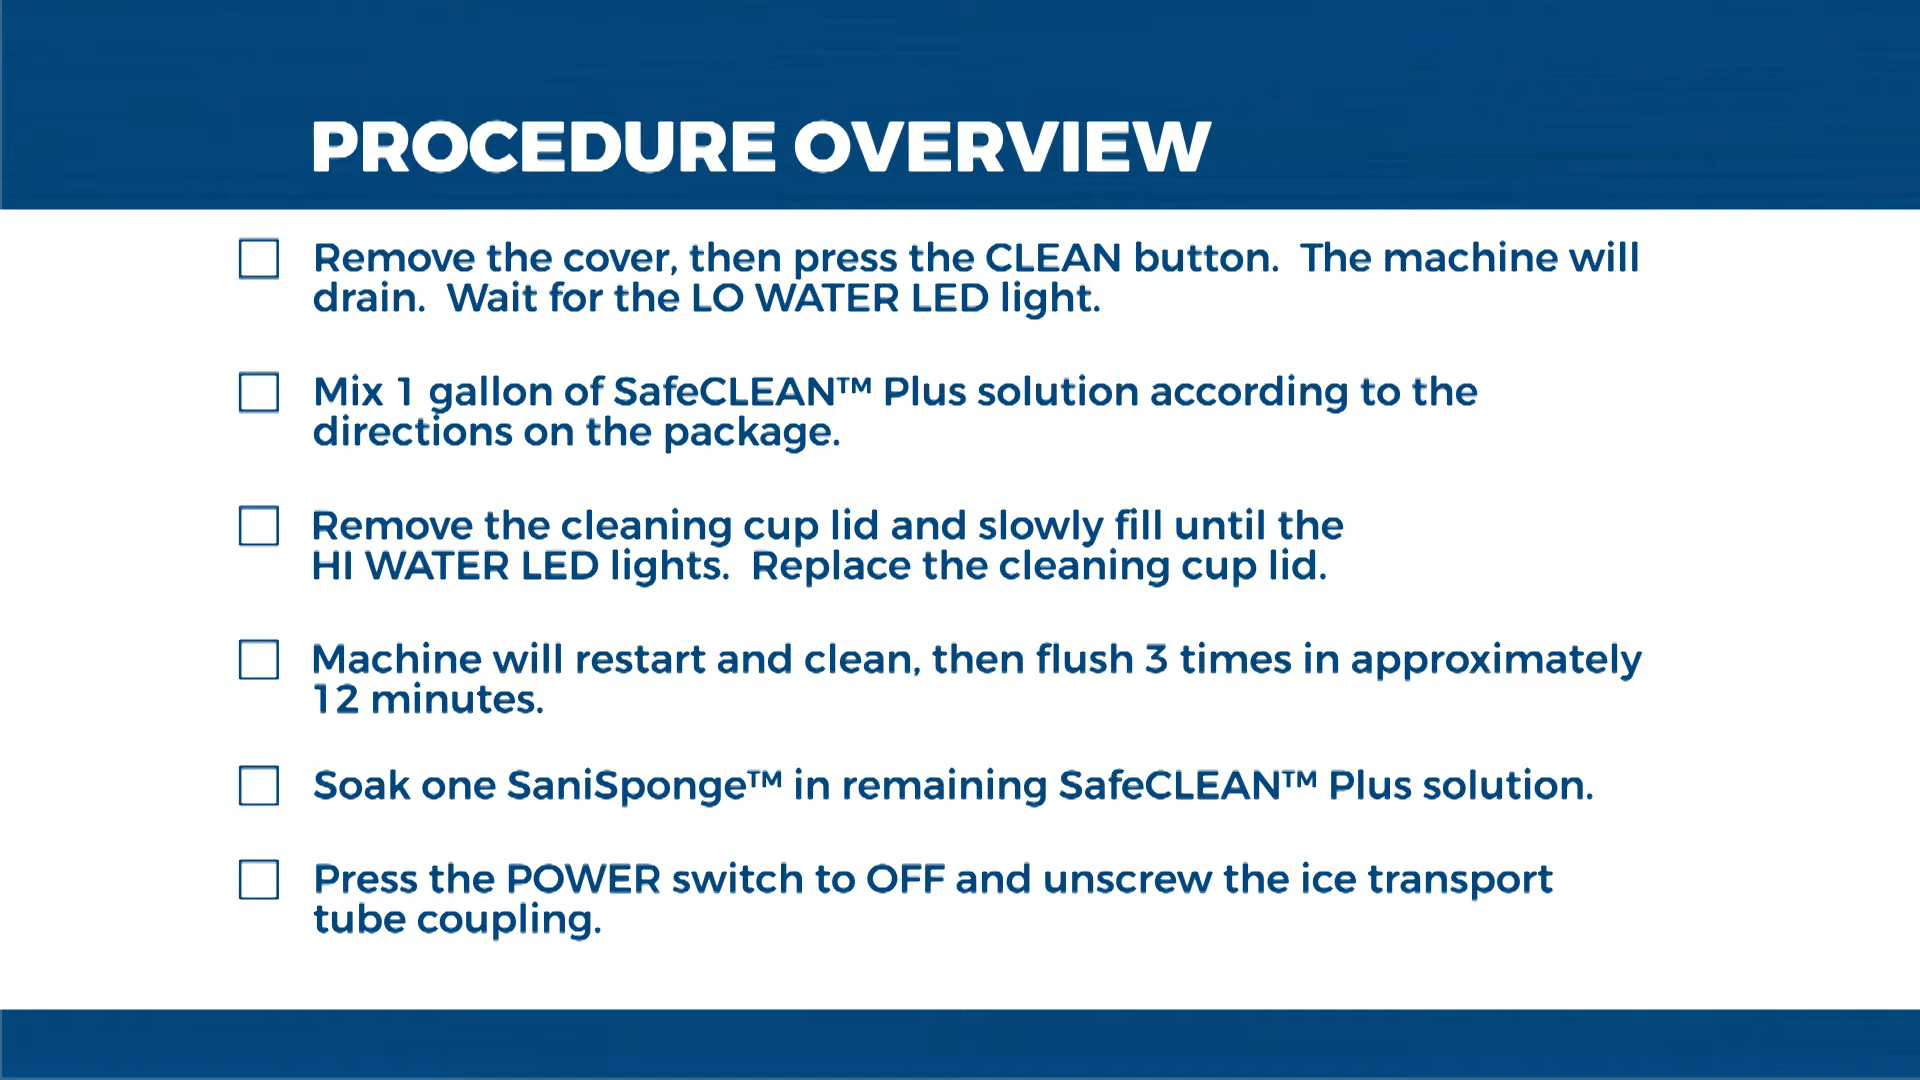 PROCEDURE OVERVIEW
Remove the cover, then press the CLEAN button.  The machine will
drain.  Wait for the LO WATER LED light.
Mix 1 gallon of SafeCLEAN™ Plus solution according to the
directions on the package.
Remove the cleaning cup lid and slowly fill until the
HI WATER LED lights.  Replace the cleaning cup lid.
Machine will restart and clean, then flush 3 times in approximately
12 minutes.
Soak one SaniSponge™ in remaining SafeCLEAN™ Plus solution.
Press the POWER switch to OFF and unscrew the ice transport
tube coupling.